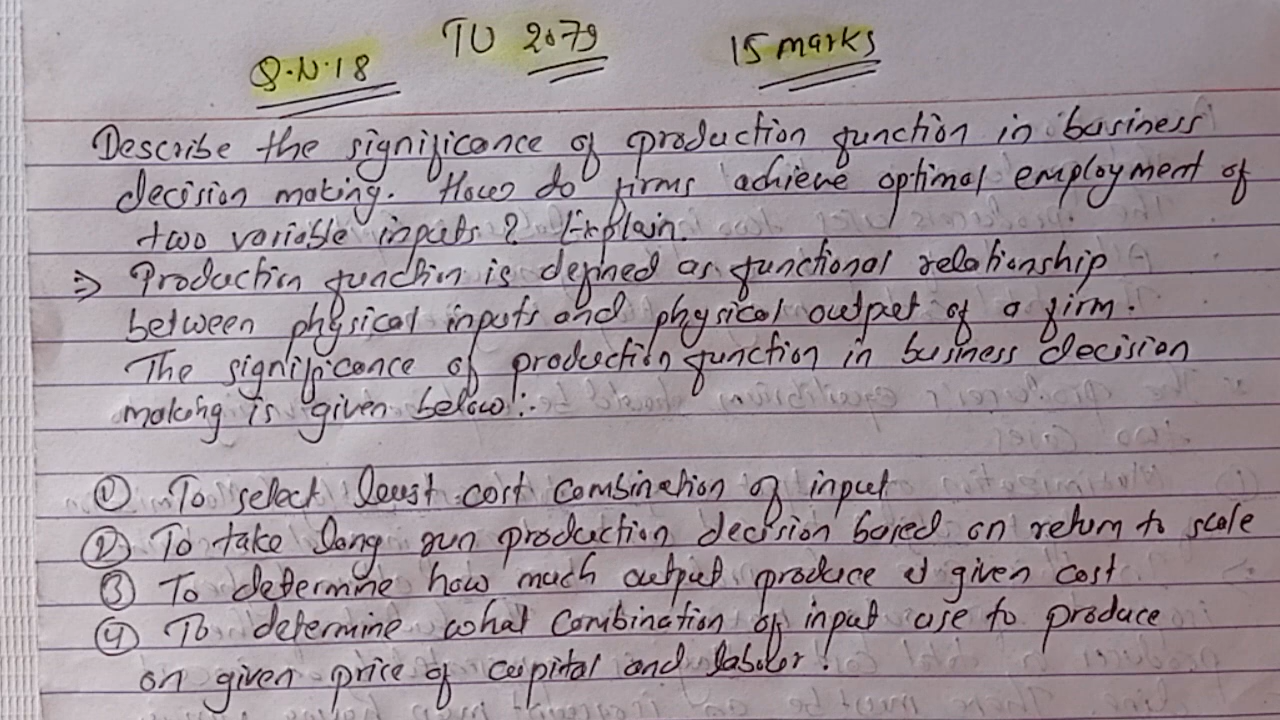 TU 2079 15 marks
Q.N.18
Describe the significance of production function in business
decision making. How do firms achieve optimal employment of
two variable inputs? Explain.
⇒ Production function is defined as functional relationship
between physical inputs and physical output of a firm.
The significance of production function in business decision
making is given below:-
① To select least cost combination of input
② To take long run production decision based on return to scale
③ To determine how much output produce at given cost
④ To determine what combination of input use to produce
on given price of capital and labour.